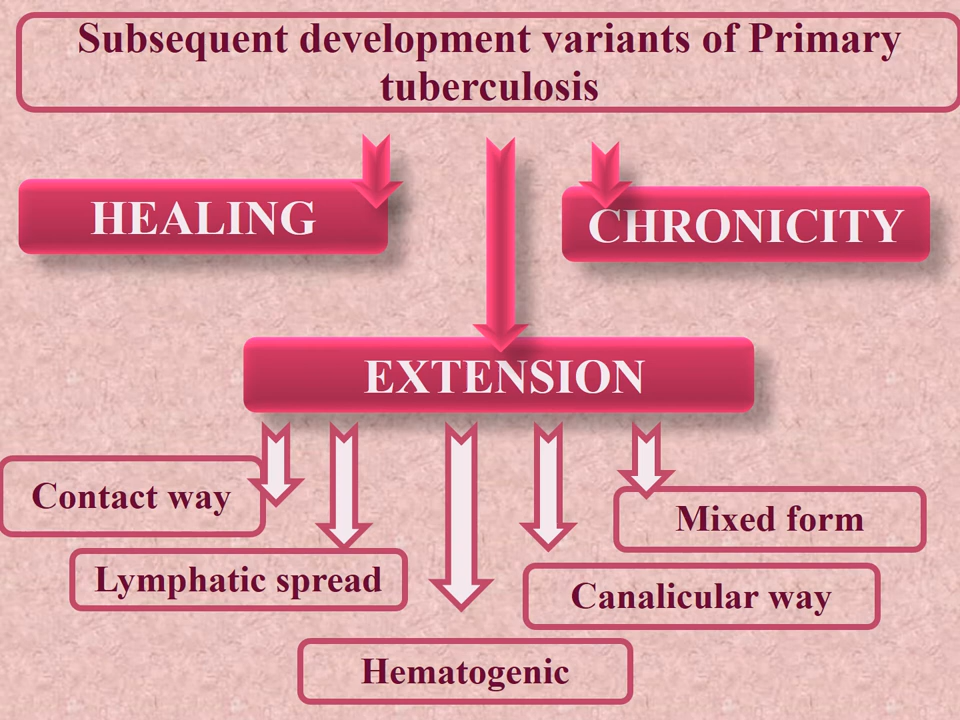 Subsequent development variants of Primary
tuberculosis
HEALING
CHRONICITY
EXTENSION
Contact way
Mixed form
Lymphatic spread
Canalicular way
Hematogenic